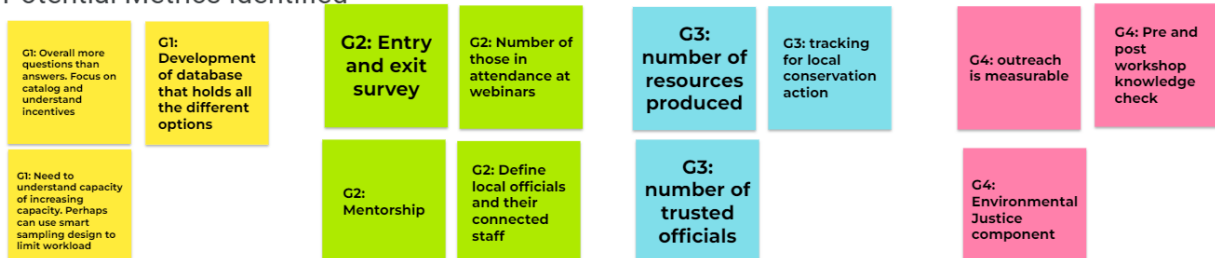 Potential Metrics Identified
G1: Overall more
questions than
answers. Focus on
catalog and
understand
incentives
G1:
Development
of database
that holds all
the different
options
G2: Entry
and exit
survey
G2: Number of
those in
attendance at
webinars
G3:
number of
resources
produced
G3: tracking
for local
conservation
action
G4: outreach
is measurable
G4: Pre and
post
workshop
knowledge
check
G1: Need to
understand capacity
of increasing
capacity. Perhaps
can use smart
sampling design to
limit workload
G2:
Mentorship
G2: Define
local officials
and their
connected
staff
G3:
number of
trusted
officials
G4:
Environmental
Justice
component